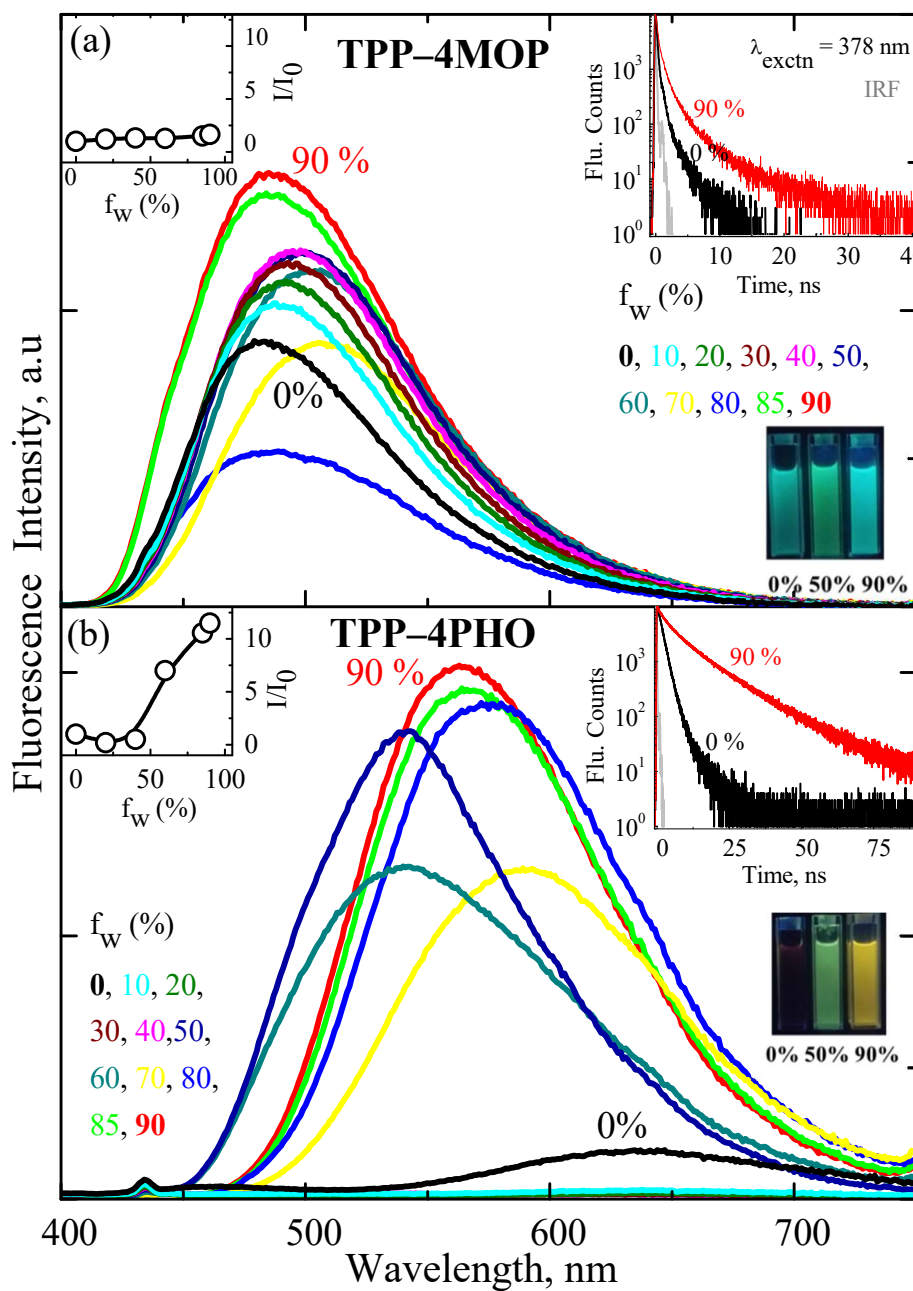 (a)
TPP–4MOP
10
5
0
I/I0
0 50 100
fw (%)
90 %
0%
λexctn = 378 nm
IRF
90 %
0 %
Flu. Counts
10^3
10^2
10^1
10^0
0 10 20 30 4
Time, ns
fw (%)
0, 10, 20, 30, 40, 50,
60, 70, 80, 85, 90
0% 50% 90%
Fluorescence Intensity, a.u
(b)
TPP–4PHO
10
5
0
I/I0
0 50 100
fw (%)
90 %
0%
90 %
0 %
Flu. Counts
10^3
10^2
10^1
10^0
0 25 50 75
Time, ns
fw (%)
0, 10, 20,
30, 40,50,
60, 70, 80,
85, 90
0% 50% 90%
400 500 600 700
Wavelength, nm